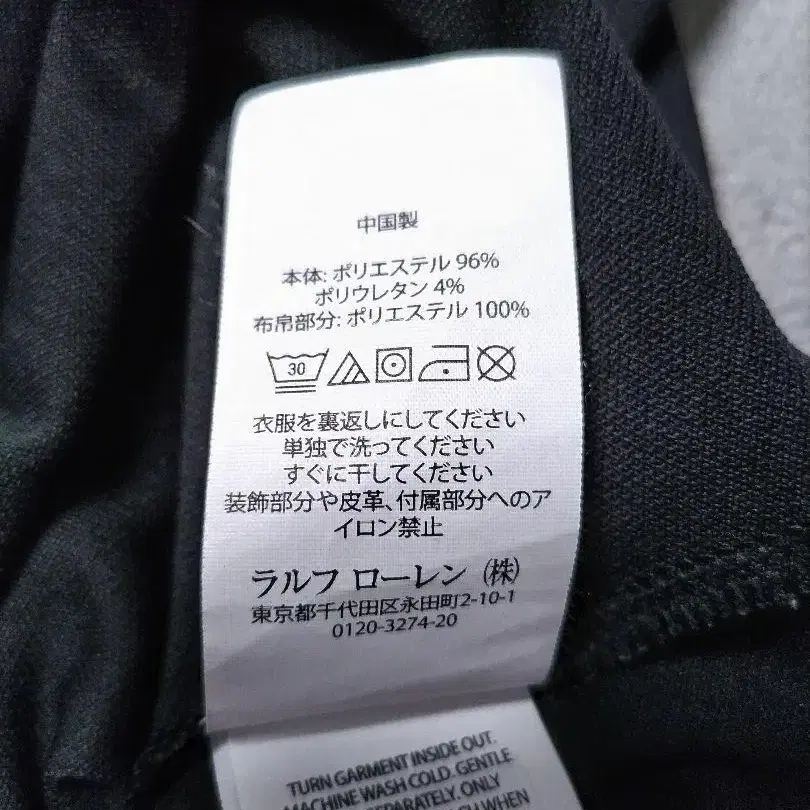 中国製
本体: ポリエステル 96%
ポリウレタン 4%
布帛部分: ポリエステル 100%
30
衣服を裏返しにしてください
単独で洗ってください
すぐに干してください
装飾部分や皮革、付属部分へのア
イロン禁止
ラルフ ローレン (株)
東京都千代田区永田町2-10-1
0120-3274-20
TURN GARMENT INSIDE OUT.
MACHINE WASH COLD. GENTLE
SEPARATELY. ONLY
WHEN